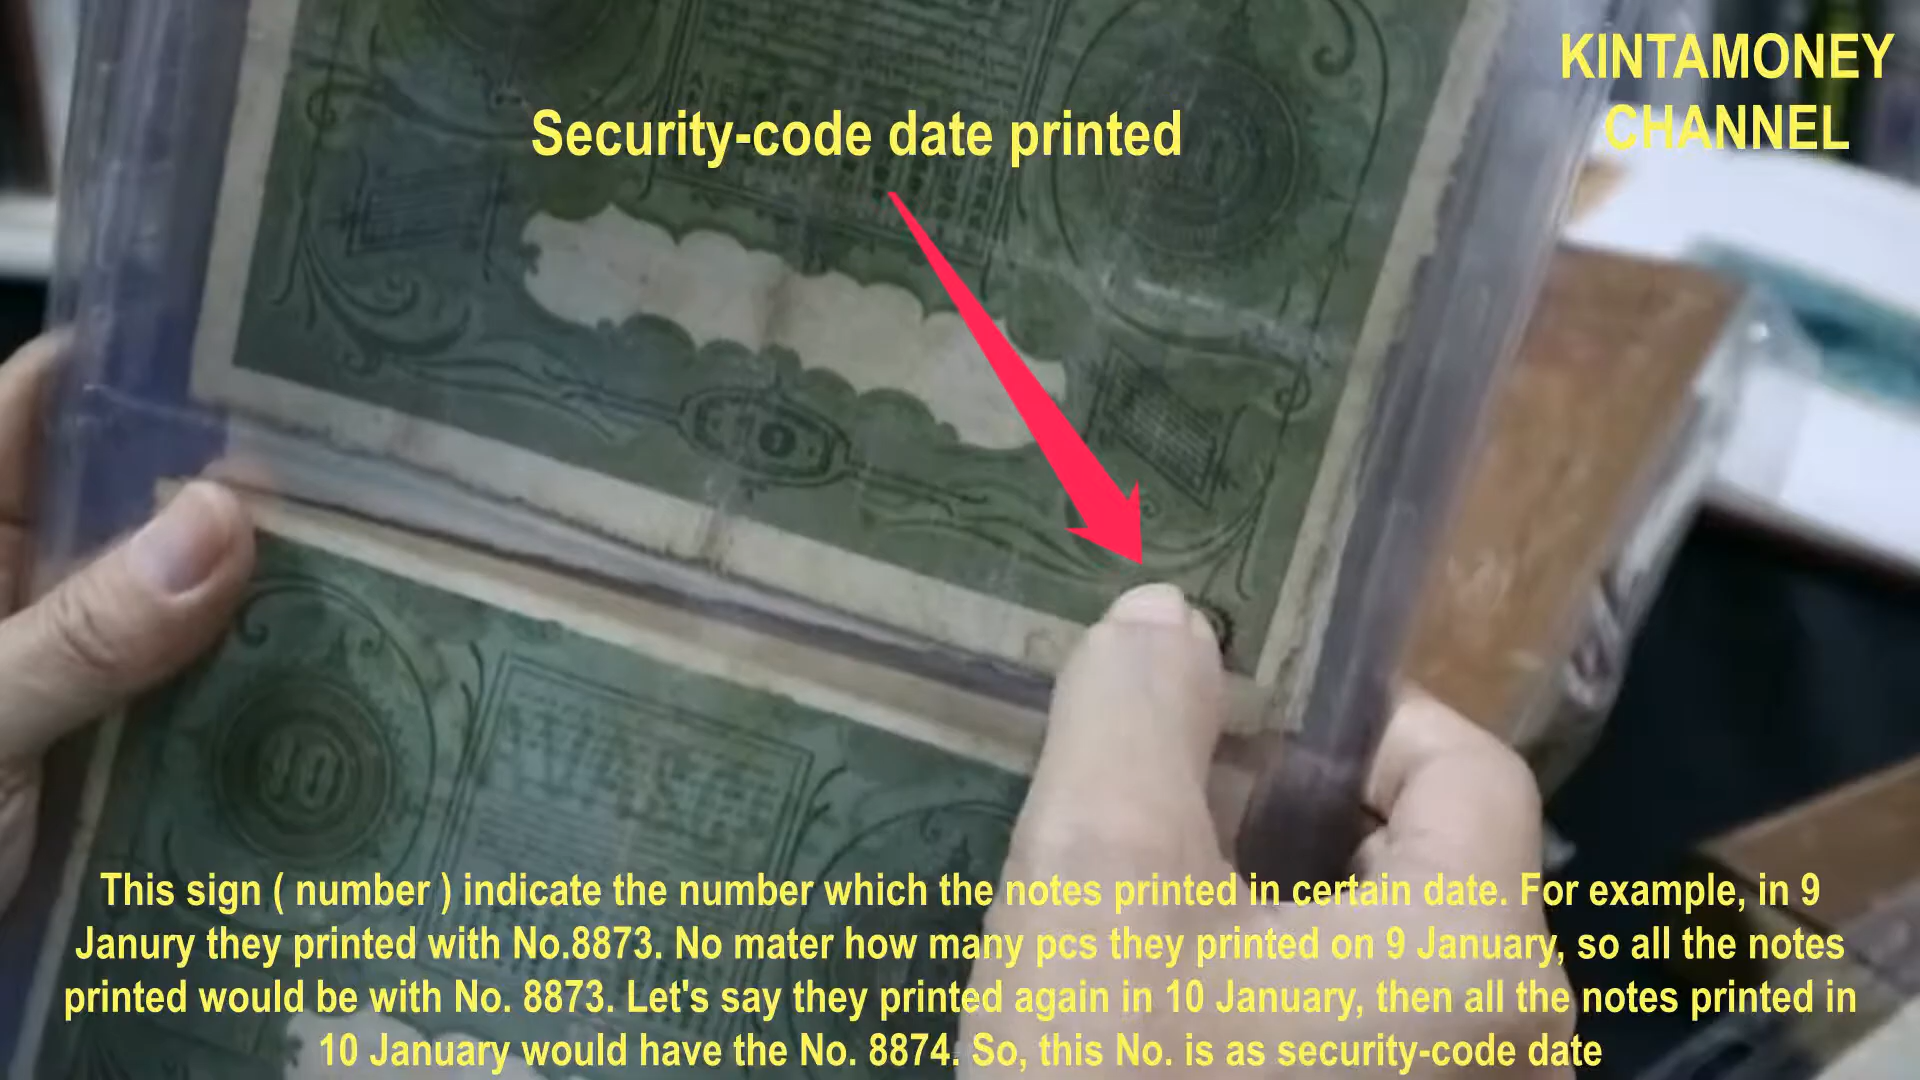 KINTAMONEY
CHANNEL
Security-code date printed
This sign ( number ) indicate the number which the notes printed in certain date. For example, in 9
Janury they printed with No.8873. No mater how many pcs they printed on 9 January, so all the notes
printed would be with No. 8873. Let's say they printed again in 10 January, then all the notes printed in
10 January would have the No. 8874. So, this No. is as security-code date